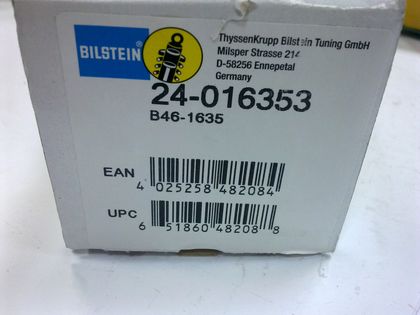 BILSTEIN
ThyssenKrupp Bilstein Tuning GmbH
Milsper Strasse 214
D-58256 Ennepetal
Germany
24-016353
B46-1635
EAN
4 025258 482084
UPC
6 51860 48208 8